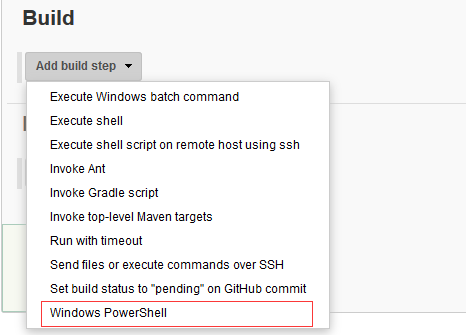 Build
Add build step
Execute Windows batch command
Execute shell
Execute shell script on remote host using ssh
Invoke Ant
Invoke Gradle script
Invoke top-level Maven targets
Run with timeout
Send files or execute commands over SSH
Set build status to "pending" on GitHub commit
Windows PowerShell